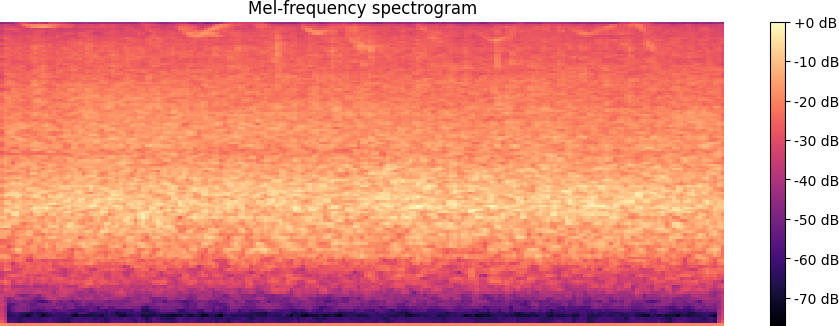 Mel-frequency spectrogram
+0 dB
-10 dB
-20 dB
-30 dB
-40 dB
-50 dB
-60 dB
-70 dB